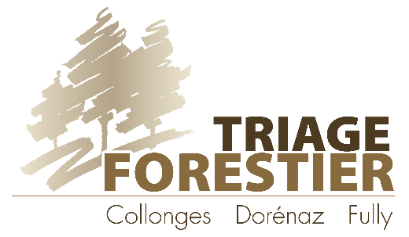 TRIAGE
FORESTIER
Collonges Dorénaz Fully